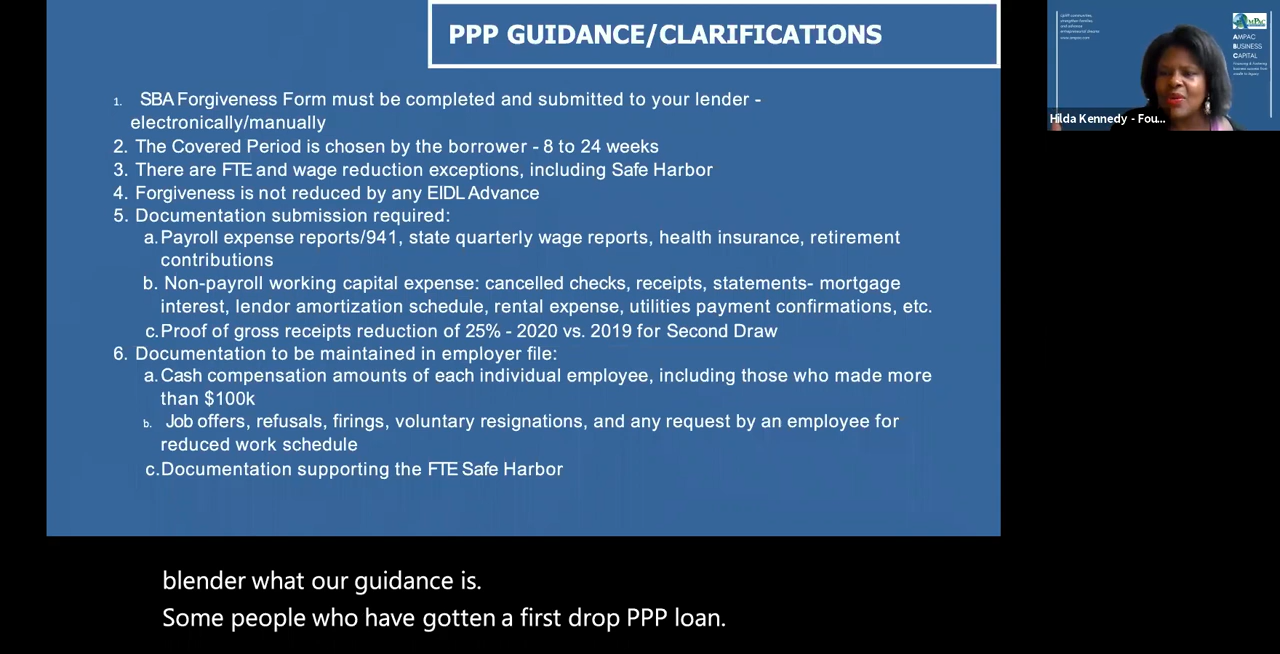 PPP GUIDANCE/CLARIFICATIONS
1. SBA Forgiveness Form must be completed and submitted to your lender -
electronically/manually
2. The Covered Period is chosen by the borrower - 8 to 24 weeks
3. There are FTE and wage reduction exceptions, including Safe Harbor
4. Forgiveness is not reduced by any EIDL Advance
5. Documentation submission required:
a. Payroll expense reports/941, state quarterly wage reports, health insurance, retirement
contributions
b. Non-payroll working capital expense: cancelled checks, receipts, statements- mortgage
interest, lendor amortization schedule, rental expense, utilities payment confirmations, etc.
c. Proof of gross receipts reduction of 25% - 2020 vs. 2019 for Second Draw
6. Documentation to be maintained in employer file:
a. Cash compensation amounts of each individual employee, including those who made more
than $100k
b. Job offers, refusals, firings, voluntary resignations, and any request by an employee for
reduced work schedule
c. Documentation supporting the FTE Safe Harbor
AMPAC
BUSINESS
CAPITAL
Hilda Kennedy - Fou...
blender what our guidance is.
Some people who have gotten a first drop PPP loan.